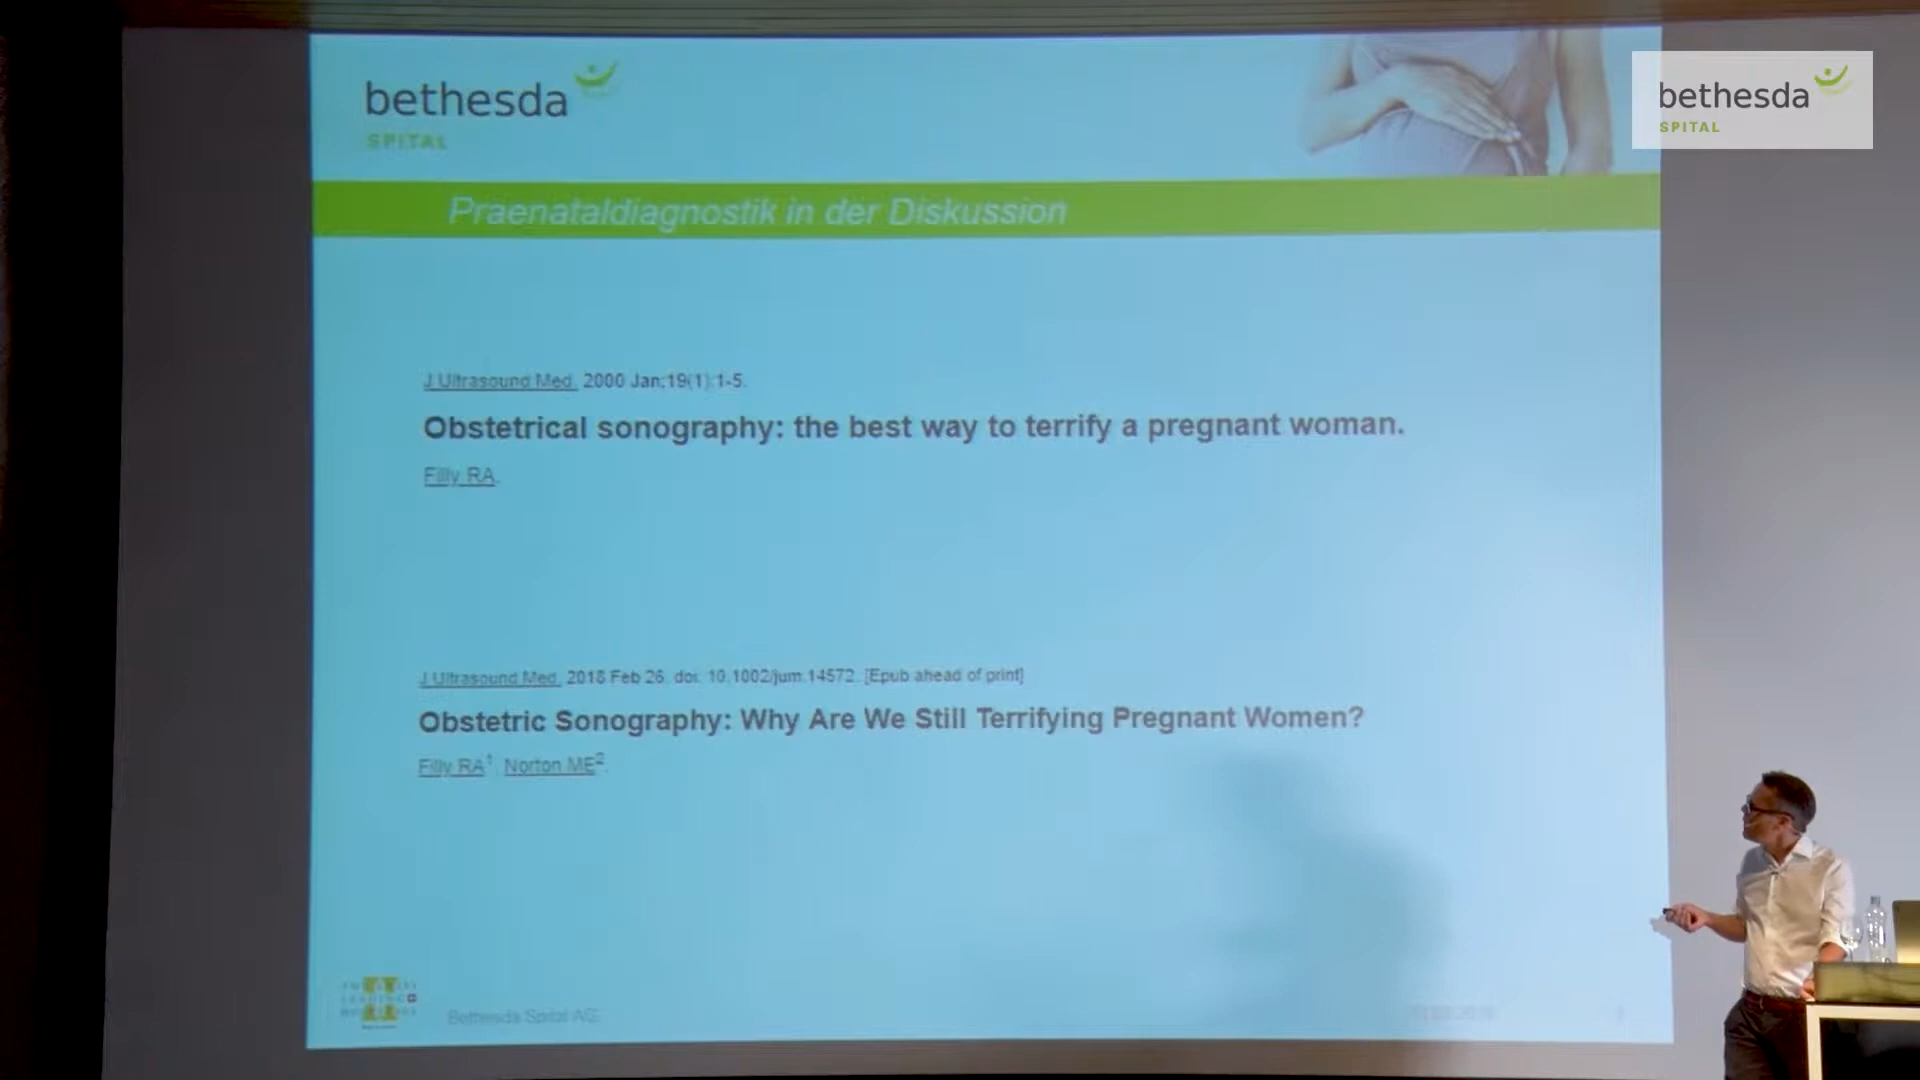 bethesda
SPITAL
bethesda
SPITAL
Praenataldiagnostik in der Diskussion
J Ultrasound Med. 2000 Jan;19(1):1-5.
Obstetrical sonography: the best way to terrify a pregnant woman.
Filly RA.
J Ultrasound Med. 2018 Feb 26. doi: 10.1002/jum.14572. [Epub ahead of print]
Obstetric Sonography: Why Are We Still Terrifying Pregnant Women?
Filly RA1, Norton ME2.
Bethesda Spital AG